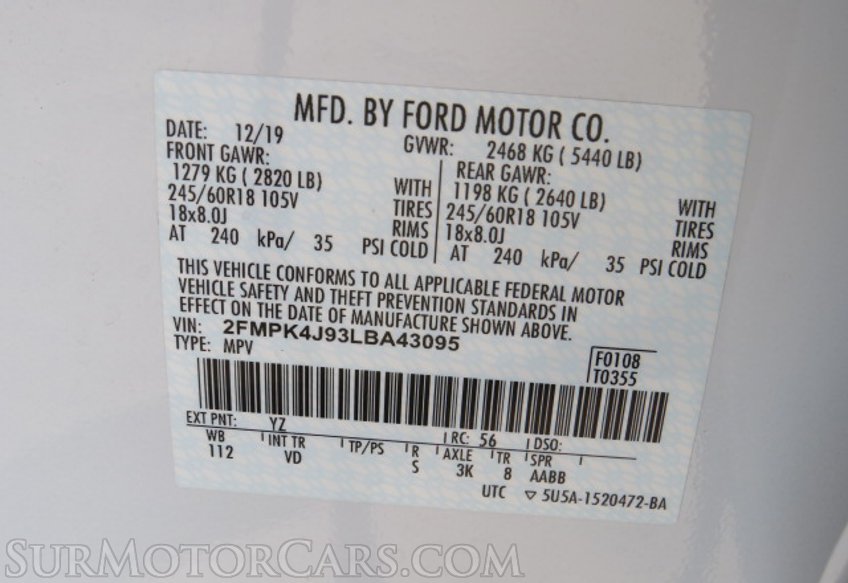 MFD. BY FORD MOTOR CO.
DATE: 12/19 GVWR: 2468 KG ( 5440 LB)
FRONT GAWR: REAR GAWR:
1279 KG ( 2820 LB) WITH 1198 KG ( 2640 LB) WITH
245/60R18 105V TIRES 245/60R18 105V TIRES
18x8.0J RIMS 18x8.0J RIMS
AT 240 kPa/ 35 PSI COLD AT 240 kPa/ 35 PSI COLD
THIS VEHICLE CONFORMS TO ALL APPLICABLE FEDERAL MOTOR
VEHICLE SAFETY AND THEFT PREVENTION STANDARDS IN
EFFECT ON THE DATE OF MANUFACTURE SHOWN ABOVE.
VIN: 2FMPK4J93LBA43095
TYPE: MPV
F0108
T0355
EXT PNT: YZ RC: 56 DSO:
WB INT TR TP/PS R AXLE TR SPR
112 VD S 3K 8 AABB
UTC ▽ 5U5A-1520472-BA
SurMotorCars.com